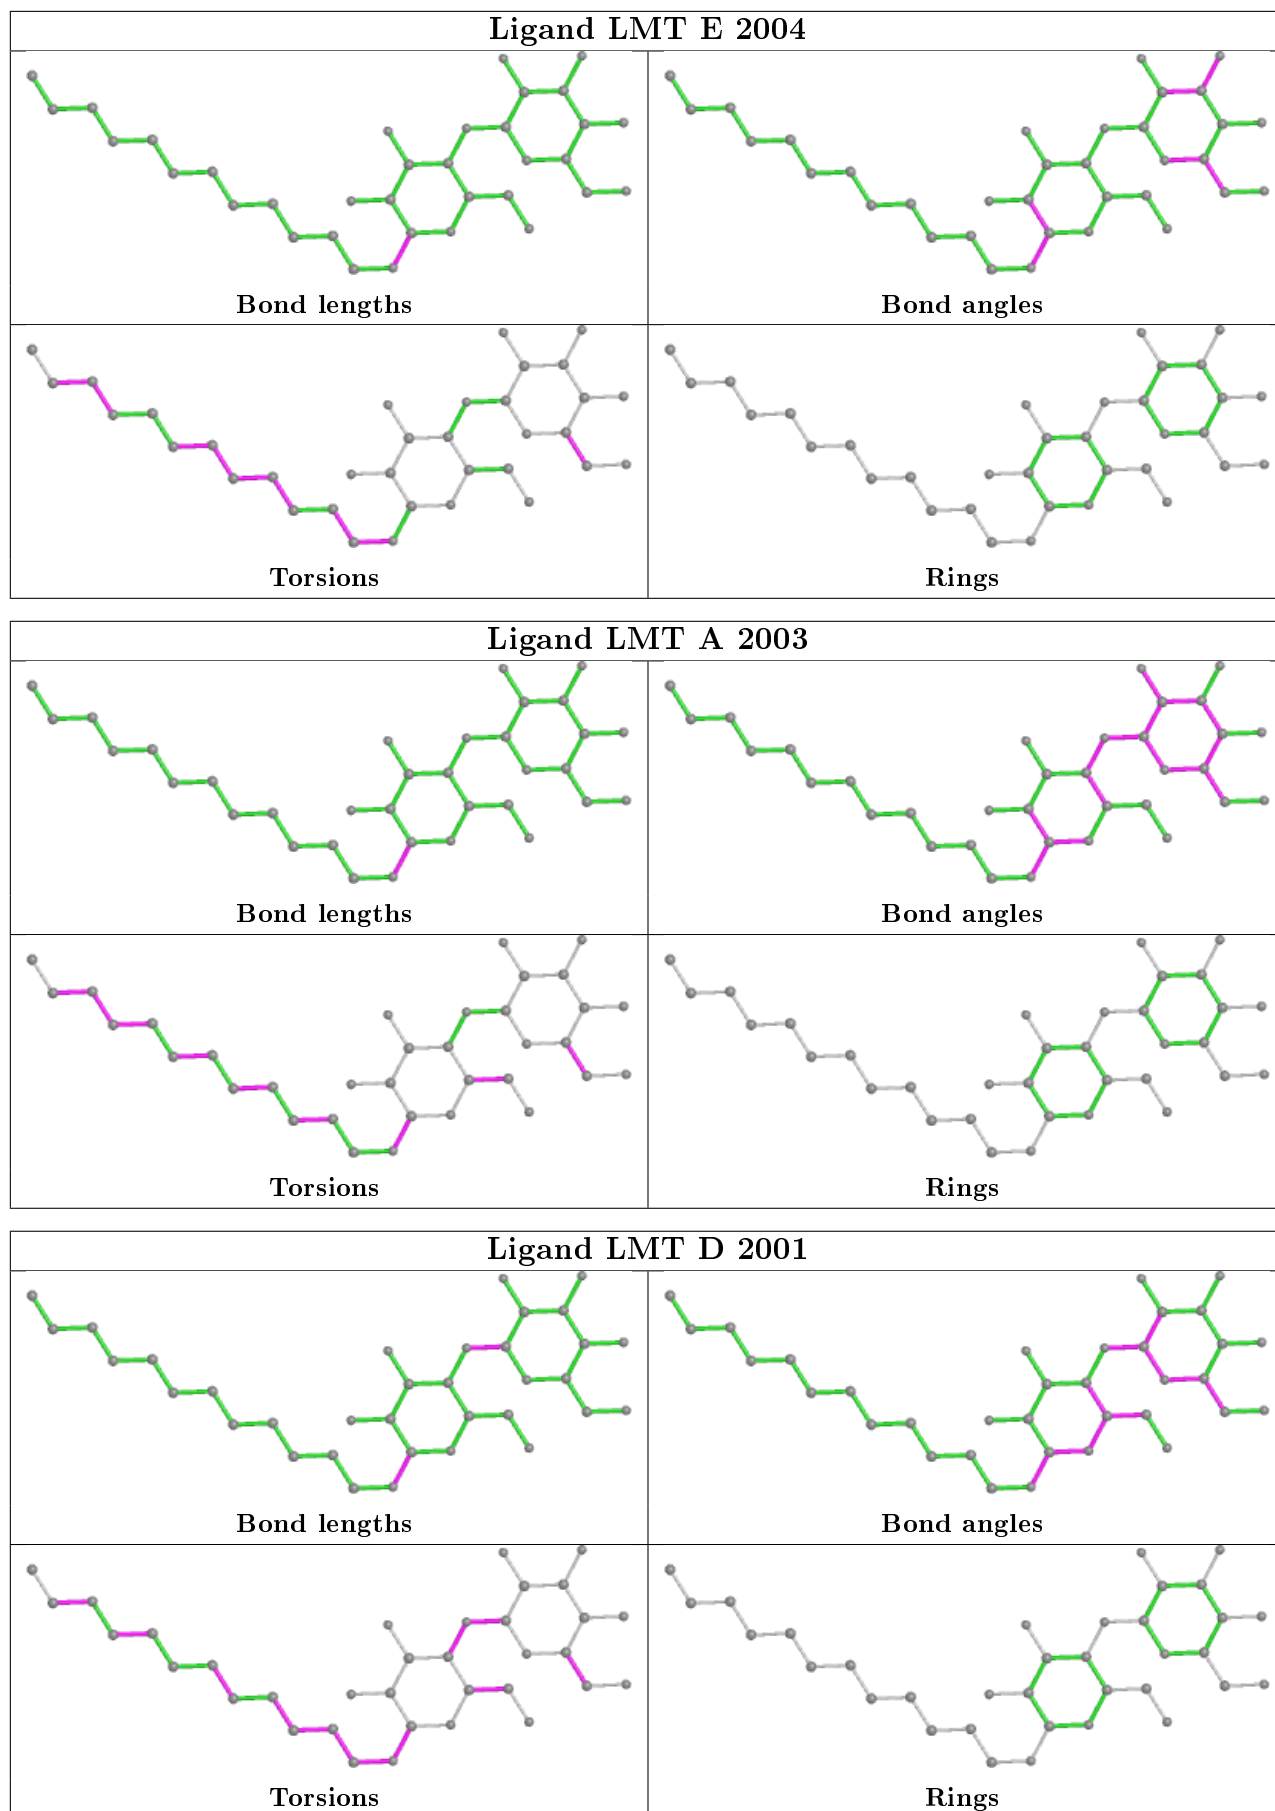 Ligand LMT E 2004
Bond lengths
Bond angles
Torsions
Rings
Ligand LMT A 2003
Bond lengths
Bond angles
Torsions
Rings
Ligand LMT D 2001
Bond lengths
Bond angles
Torsions
Rings